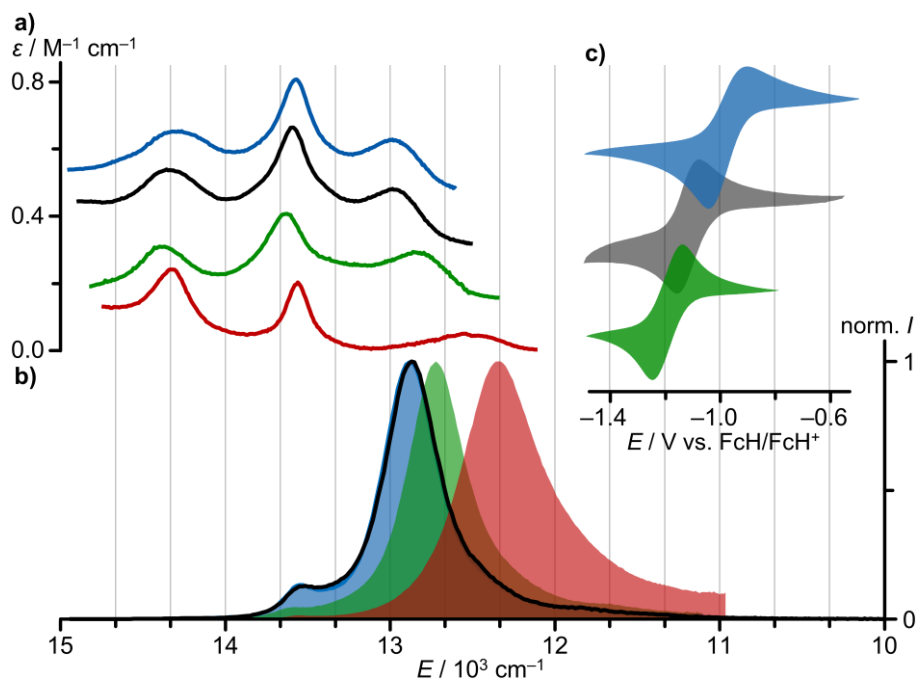 a)
ε / M⁻¹ cm⁻¹
0.8
0.4
0.0
b)
c)
–1.4 –1.0 –0.6
E / V vs. FcH/FcH⁺
norm. I
1
0
15 14 13 12 11 10
E / 10³ cm⁻¹